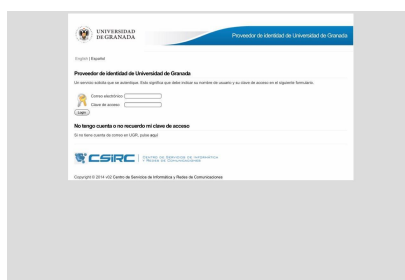 UNIVERSIDAD
DE GRANADA
Proveedor de identidad de Universidad de Granada
English | Español
Proveedor de identidad de Universidad de Granada
Un servicio solicita que se autentique. Esto significa que debe indicar su nombre de usuario y su clave de acceso en el siguiente formulario.
Correo electrónico
Clave de acceso
Login
No tengo cuenta o no recuerdo mi clave de acceso
Si no tiene cuenta de correo en UGR, pulse aquí
CSIRC
Centro de Servicios de Informática
y Redes de Comunicaciones
Copyright © 2014 v32 Centro de Servicios de Informática y Redes de Comunicaciones